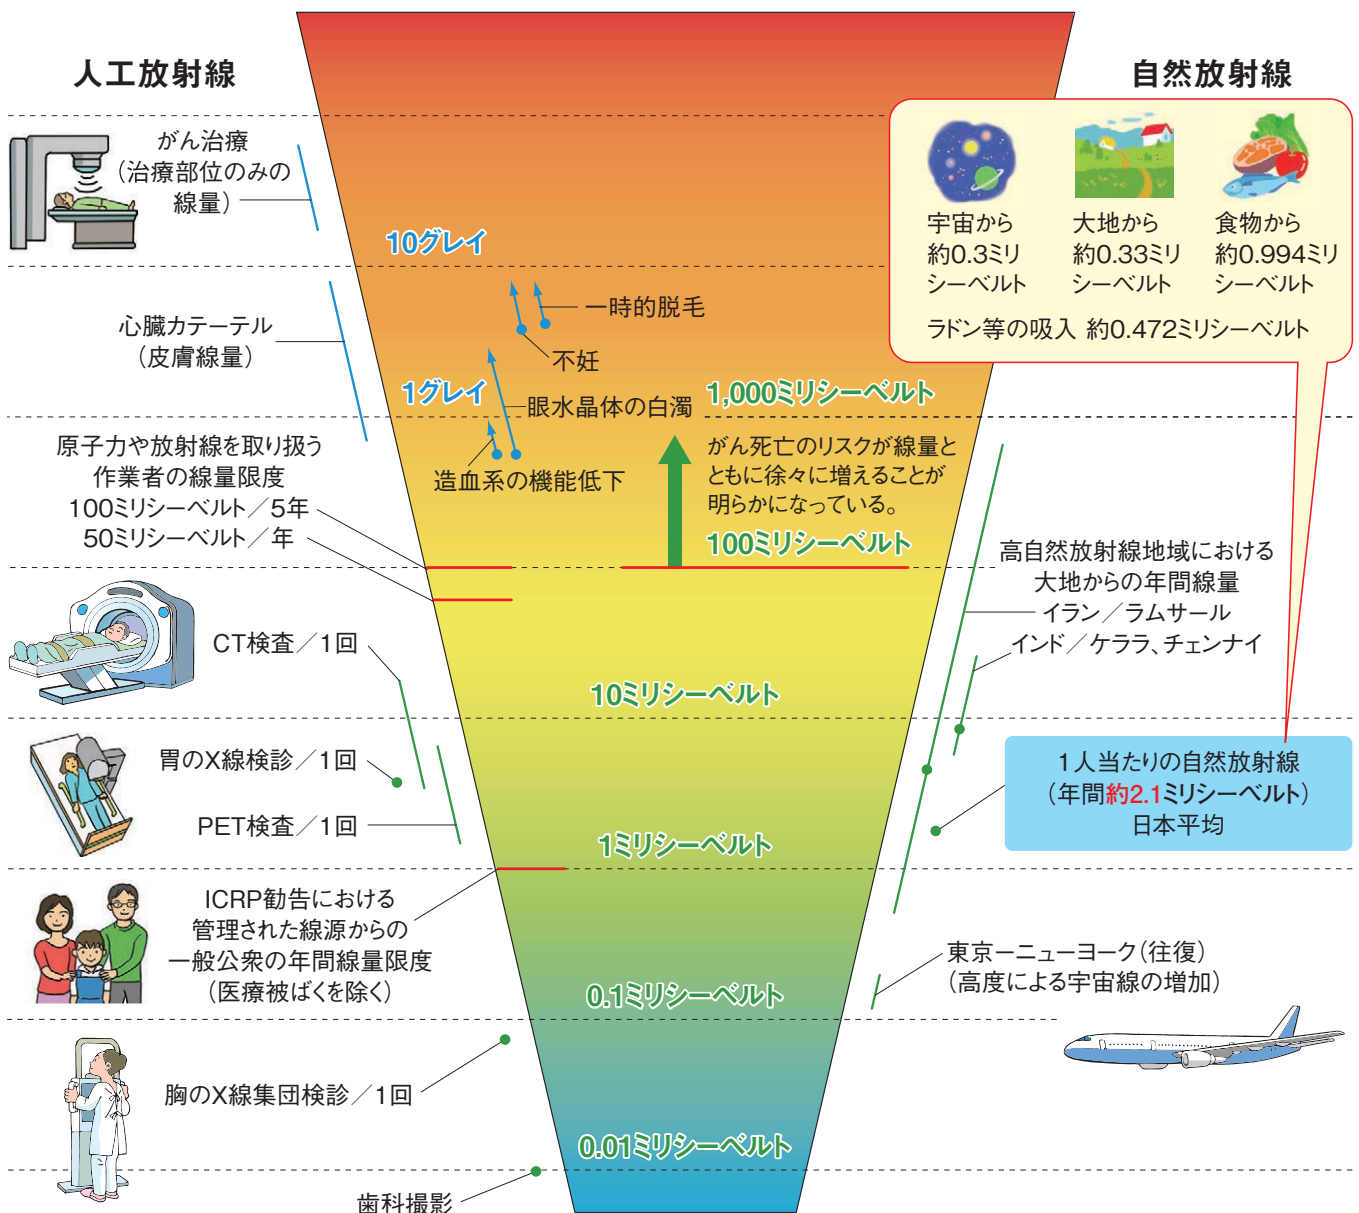 人工放射線
自然放射線
がん治療
（治療部位のみの
線量）
宇宙から
約0.3ミリ
シーベルト
大地から
約0.33ミリ
シーベルト
食物から
約0.994ミリ
シーベルト
ラドン等の吸入 約0.472ミリシーベルト
10グレイ
心臓カテーテル
（皮膚線量）
一時的脱毛
不妊
1グレイ
1,000ミリシーベルト
眼水晶体の白濁
造血系の機能低下
がん死亡のリスクが線量と
ともに徐々に増えることが
明らかになっている。
原子力や放射線を取り扱う
作業者の線量限度
100ミリシーベルト／5年
50ミリシーベルト／年
100ミリシーベルト
高自然放射線地域における
大地からの年間線量
イラン／ラムサール
インド／ケララ、チェンナイ
CT検査／1回
10ミリシーベルト
胃のX線検診／1回
PET検査／1回
1ミリシーベルト
1人当たりの自然放射線
（年間約2.1ミリシーベルト）
日本平均
ICRP勧告における
管理された線源からの
一般公衆の年間線量限度
（医療被ばくを除く）
0.1ミリシーベルト
東京ーニューヨーク（往復）
（高度による宇宙線の増加）
胸のX線集団検診／1回
0.01ミリシーベルト
歯科撮影